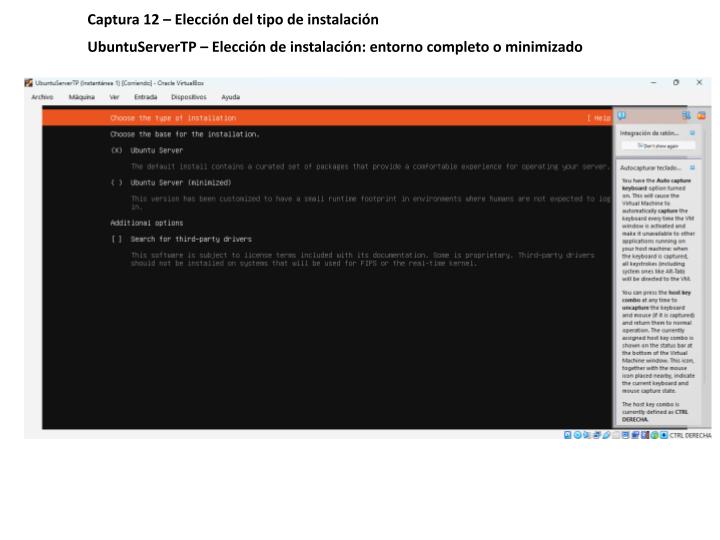 Captura 12 – Elección del tipo de instalación
UbuntuServerTP – Elección de instalación: entorno completo o minimizado
UbuntuServerTP (Instantánea 1) [Corriendo] - Oracle VirtualBox
Archivo Máquina Ver Entrada Dispositivos Ayuda
Choose the type of installation [ Help
Choose the base for the installation.
(X) Ubuntu Server
The default install contains a curated set of packages that provide a comfortable experience for operating your server.
( ) Ubuntu Server (minimized)
This version has been customized to have a small runtime footprint in environments where humans are not expected to log
in.
Additional options
[ ] Search for third-party drivers
This software is subject to license terms included with its documentation. Some is proprietary. Third-party drivers
should not be installed on systems that will be used for FIPS or the real-time kernel.
Integración de ratón...
Don't show again
Autocapturar teclado...
You have the Auto capture
keyboard option turned
on. This will cause the
Virtual Machine to
automatically capture the
keyboard every time the VM
window is activated and
make it unavailable to other
applications running on
your host machine: when
the keyboard is captured,
all keystrokes (including
system ones like Alt-Tab)
will be directed to the VM.
You can press the host key
combo at any time to
uncapture the keyboard
and mouse (if it is captured)
and return them to normal
operation. The currently
assigned host key combo is
shown on the status bar at
the bottom of the Virtual
Machine window. This icon,
together with the mouse
icon placed nearby, indicate
the current keyboard and
mouse capture state.
The host key combo is
currently defined as CTRL
DERECHA.
CTRL DERECHA